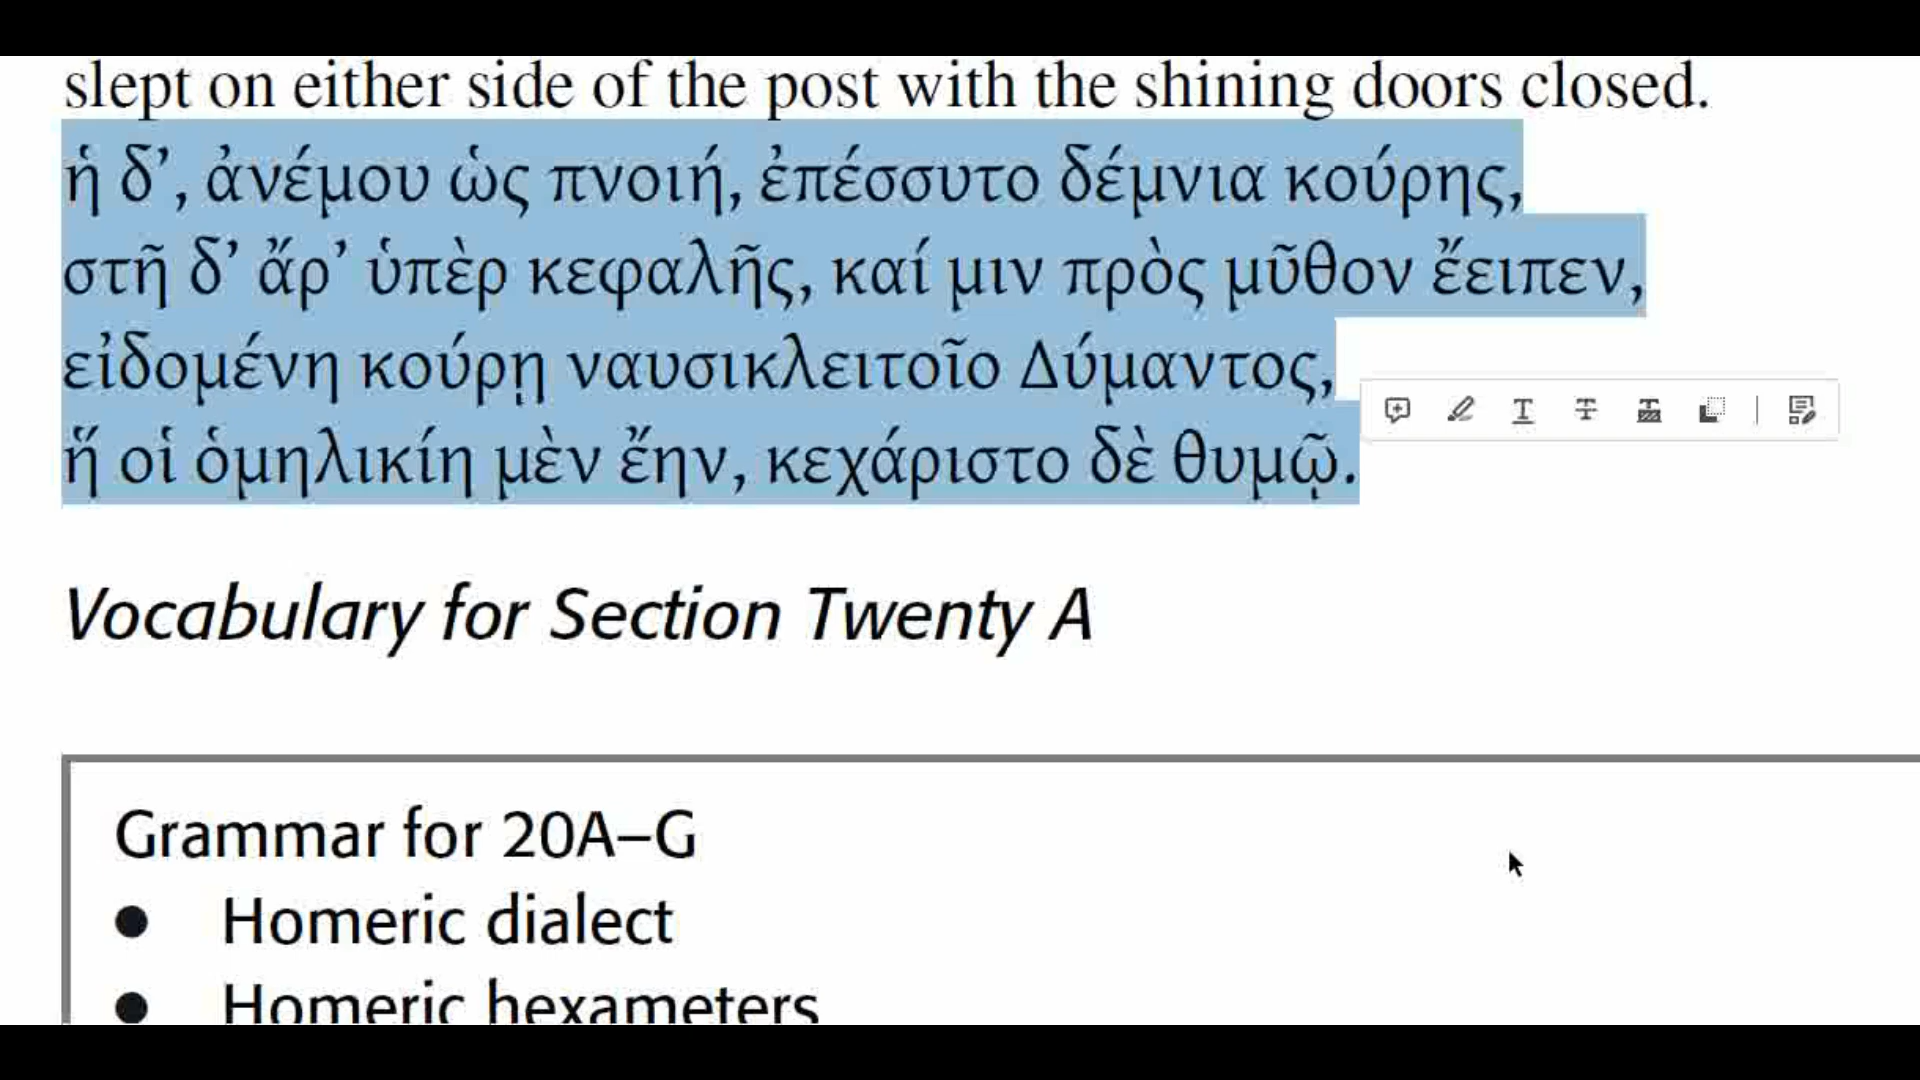 slept on either side of the post with the shining doors closed.
ἡ δ’, ἀνέμου ὡς πνοιή, ἐπέσσυτο δέμνια κούρης,
στῆ δ’ ἄρ’ ὑπὲρ κεφαλῆς, καί μιν πρὸς μῦθον ἔειπεν,
εἰδομένη κούρῃ ναυσικλειτοῖο Δύμαντος,
ἥ οἱ ὁμηλικίη μὲν ἔην, κεχάριστο δὲ θυμῷ.
Vocabulary for Section Twenty A
Grammar for 20A–G
● Homeric dialect
● Homeric hexameters